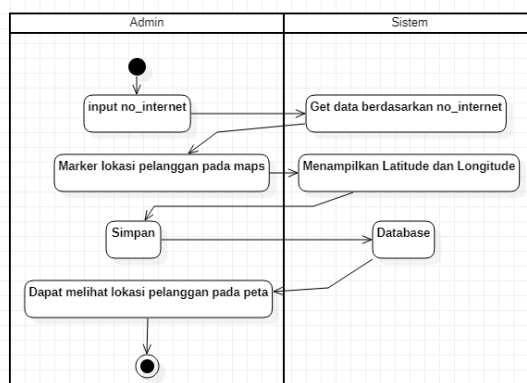 Admin
Sistem
input no_internet
Get data berdasarkan no_internet
Marker lokasi pelanggan pada maps
Menampilkan Latitude dan Longitude
Simpan
Database
Dapat melihat lokasi pelanggan pada peta